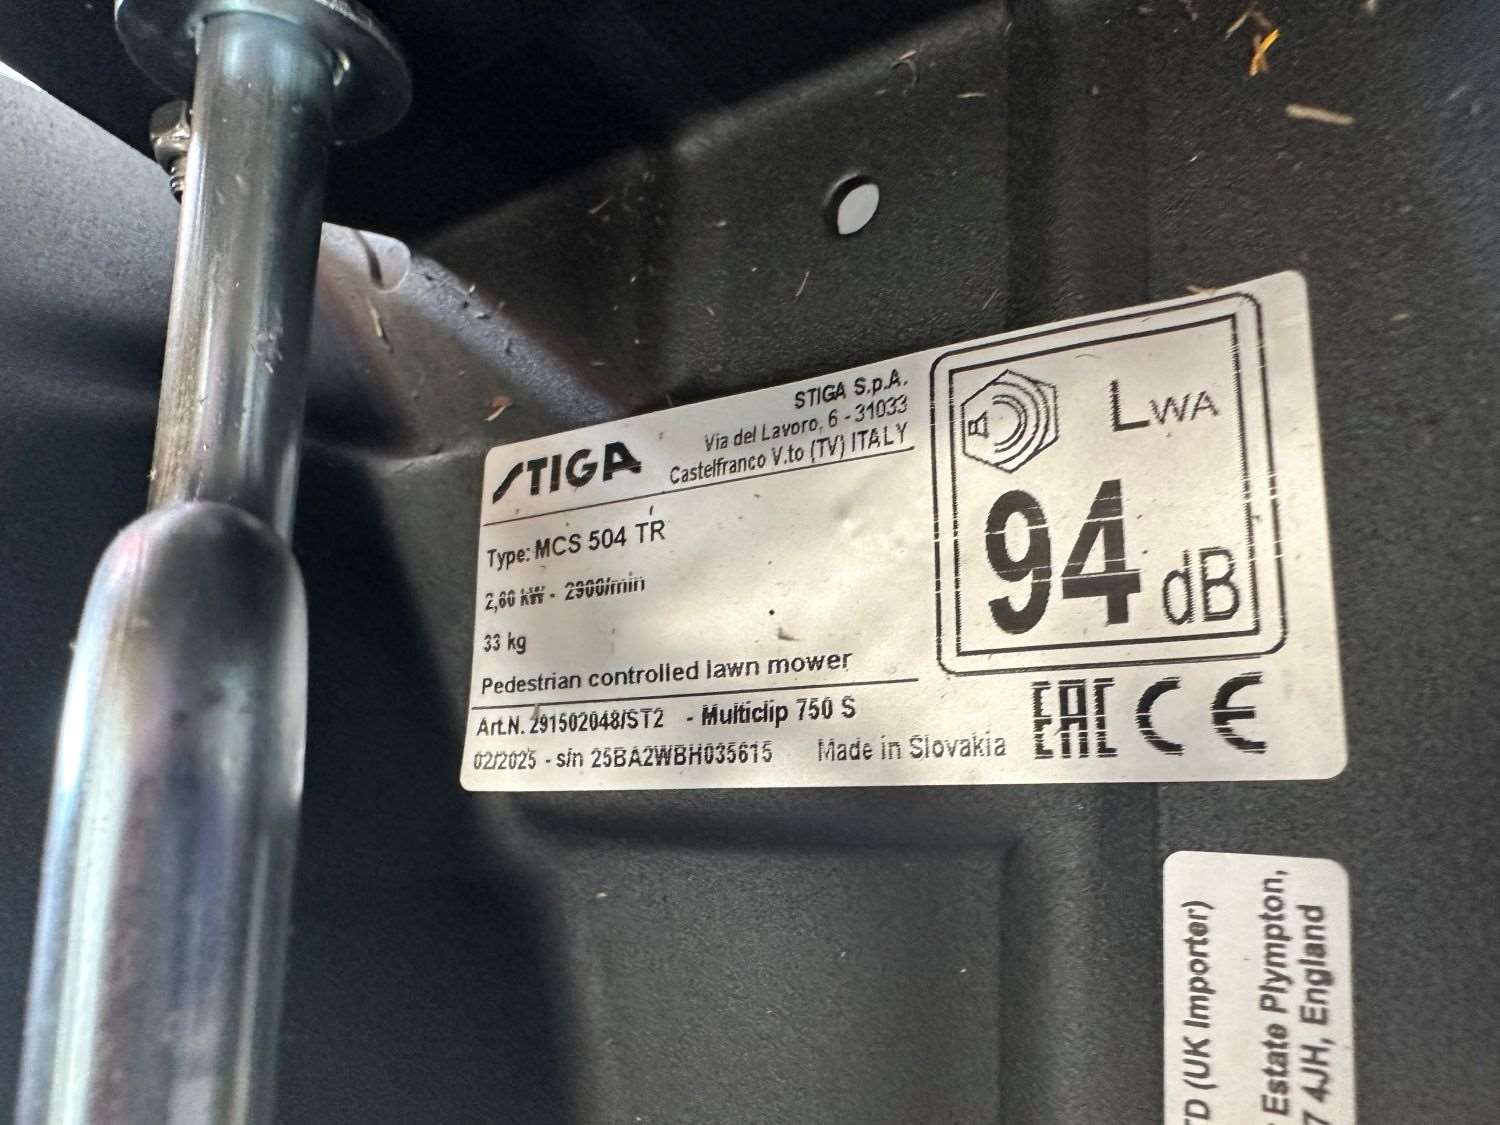 STIGA
STIGA S.p.A.
Via del Lavoro, 6 - 31033
Castelfranco V.to (TV) ITALY
Type: MCS 504 TR
2,60 kW - 2900/min
33 kg
Pedestrian controlled lawn mower
Art.N. 291502048/ST2 - Multiclip 750 S
02/2025 - s/n 25BA2WBH035615 Made in Slovakia
LWA
94 dB
EAC CE
TD (UK Importer)
Estate Plympton,
7 4JH, England